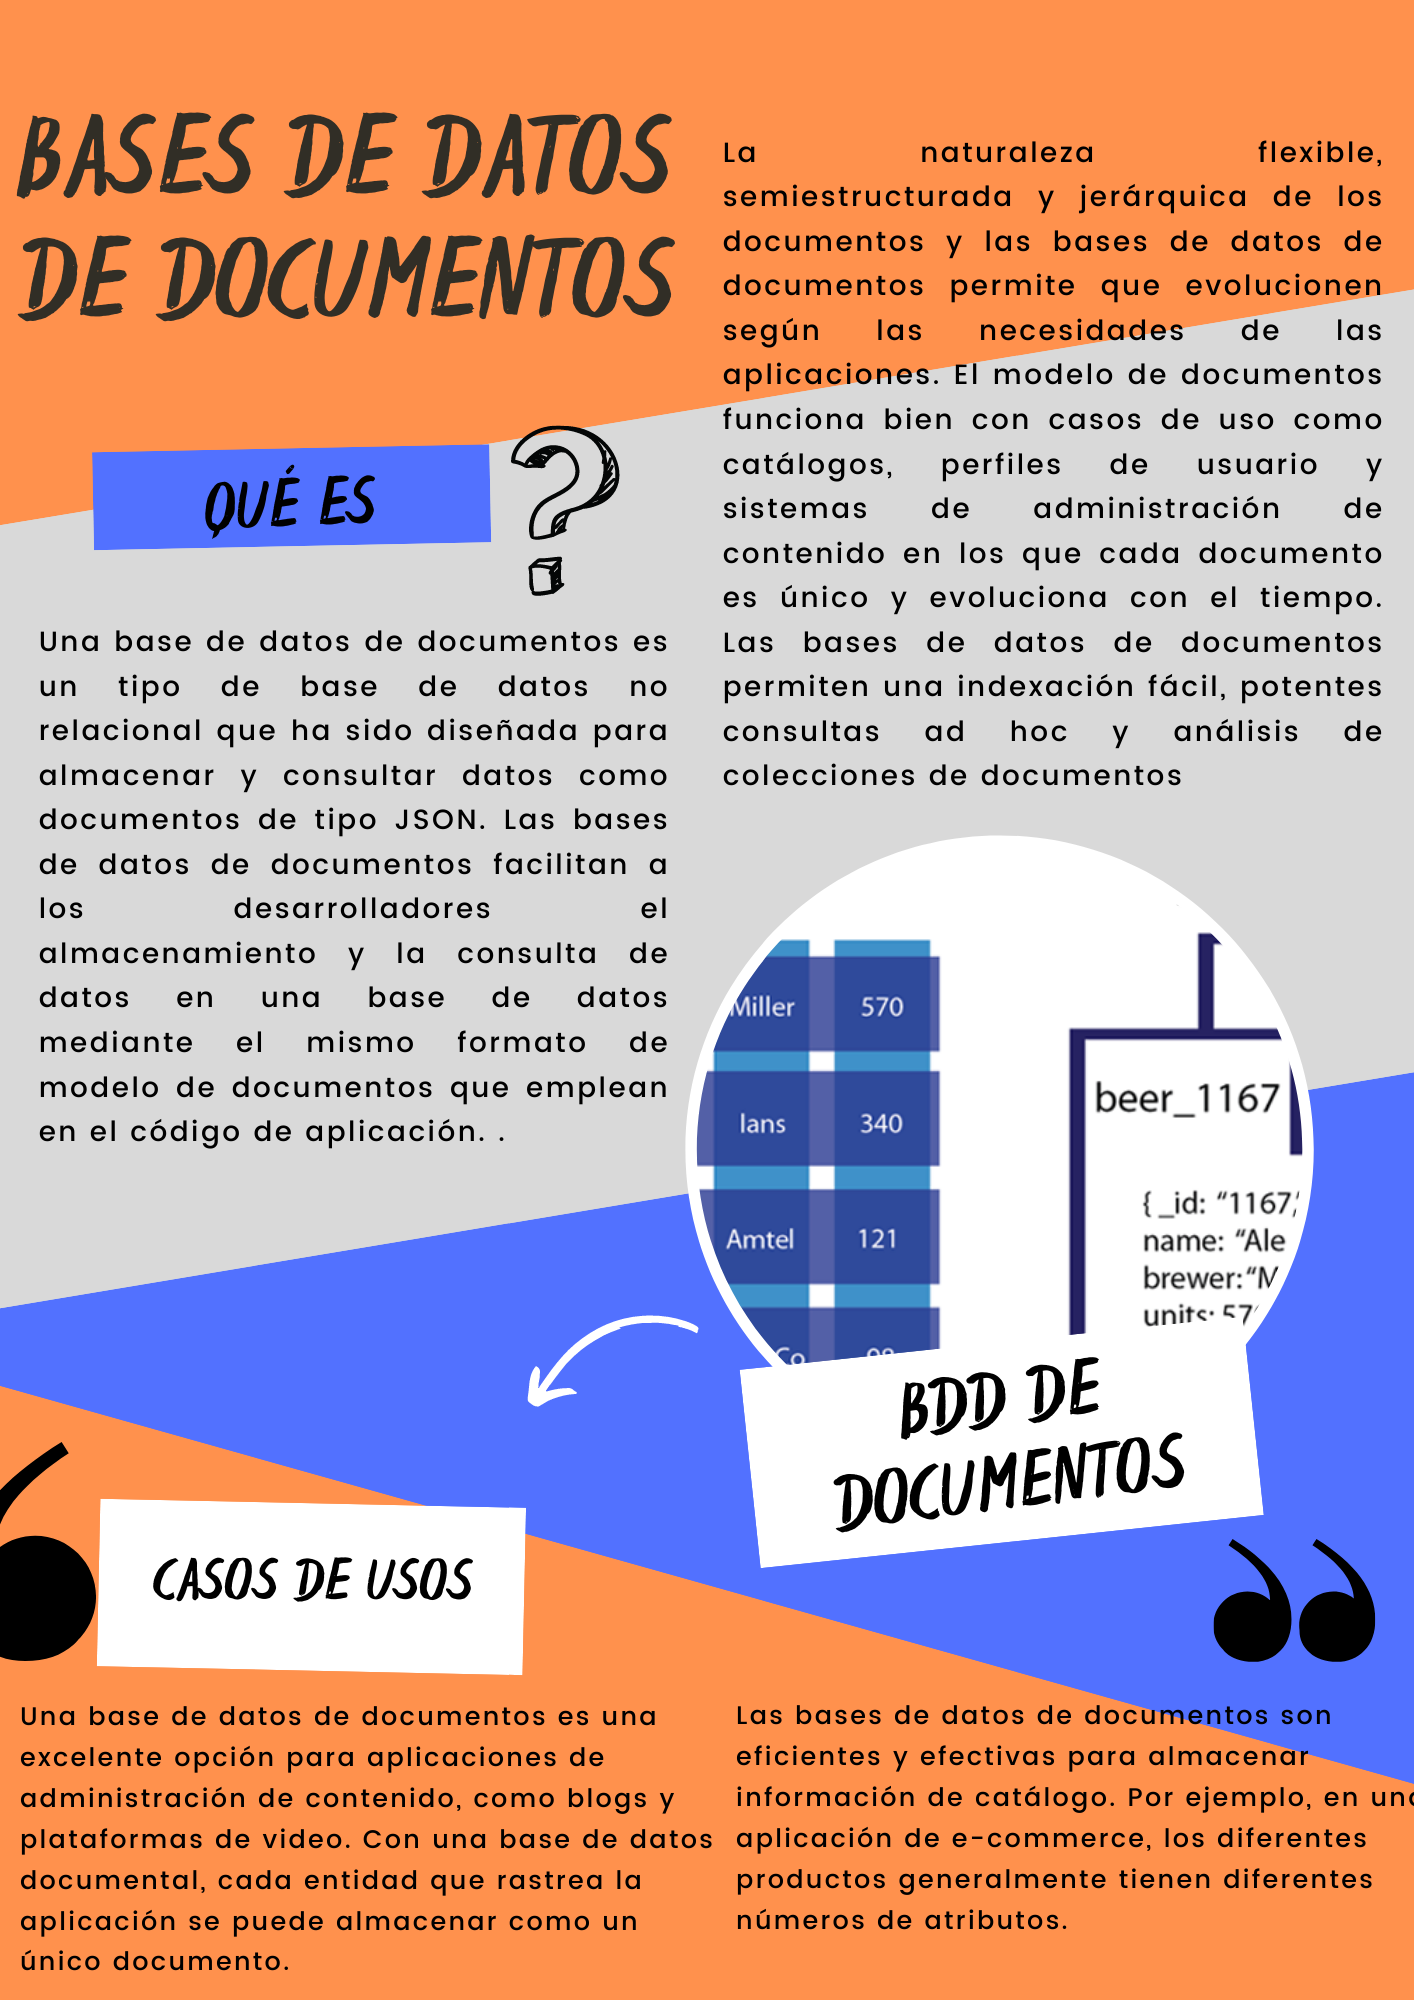 BASES DE DATOS
DE DOCUMENTOS
QUÉ ES
?
Una base de datos de documentos es
un tipo de base de datos no
relacional que ha sido diseñada para
almacenar y consultar datos como
documentos de tipo JSON. Las bases
de datos de documentos facilitan a
los desarrolladores el
almacenamiento y la consulta de
datos en una base de datos
mediante el mismo formato de
modelo de documentos que emplean
en el código de aplicación. .
La naturaleza flexible,
semiestructurada y jerárquica de los
documentos y las bases de datos de
documentos permite que evolucionen
según las necesidades de las
aplicaciones. El modelo de documentos
funciona bien con casos de uso como
catálogos, perfiles de usuario y
sistemas de administración de
contenido en los que cada documento
es único y evoluciona con el tiempo.
Las bases de datos de documentos
permiten una indexación fácil, potentes
consultas ad hoc y análisis de
colecciones de documentos
Miller 570
Ians 340
Amtel 121
Co 98
beer_1167
{ _id: “1167,”
name: “Ale
brewer: “M
units: 57
BDD DE
DOCUMENTOS
CASOS DE USOS
Una base de datos de documentos es una
excelente opción para aplicaciones de
administración de contenido, como blogs y
plataformas de video. Con una base de datos
documental, cada entidad que rastrea la
aplicación se puede almacenar como un
único documento.
Las bases de datos de documentos son
eficientes y efectivas para almacenar
información de catálogo. Por ejemplo, en una
aplicación de e-commerce, los diferentes
productos generalmente tienen diferentes
números de atributos.